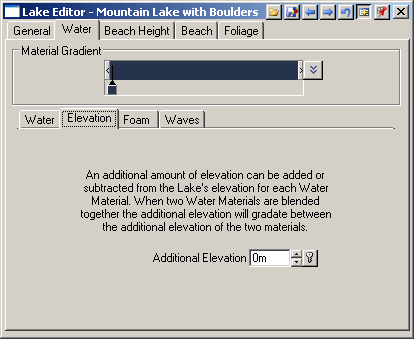 Lake Editor - Mountain Lake with Boulders
General Water Beach Height Beach Foliage
Material Gradient
Water Elevation Foam Waves
An additional amount of elevation can be added or
subtracted from the Lake's elevation for each Water
Material. When two Water Materials are blended
together the additional elevation will gradate between
the additional elevation of the two materials.
Additional Elevation 0m